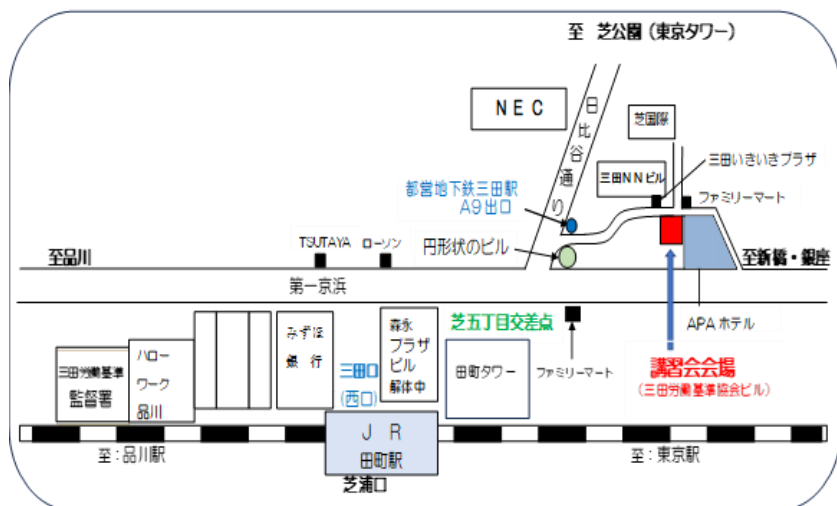 至 芝公園（東京タワー）
NEC
日比谷通り
芝国際
三田いきいきプラザ
三田NNビル
ファミリーマート
都営地下鉄三田駅
A9出口
TSUTAYA
ローソン
円形状のビル
至品川
至新橋・銀座
第一京浜
芝五丁目交差点
APAホテル
みずほ
銀 行
森永
プラザ
ビル
解体中
三田口
(西口)
田町タワー
ファミリーマート
講習会会場
（三田労働基準協会ビル）
三田労働基準
監督署
ハロー
ワーク
品川
JR
田町駅
至：品川駅
至：東京駅
芝浦口